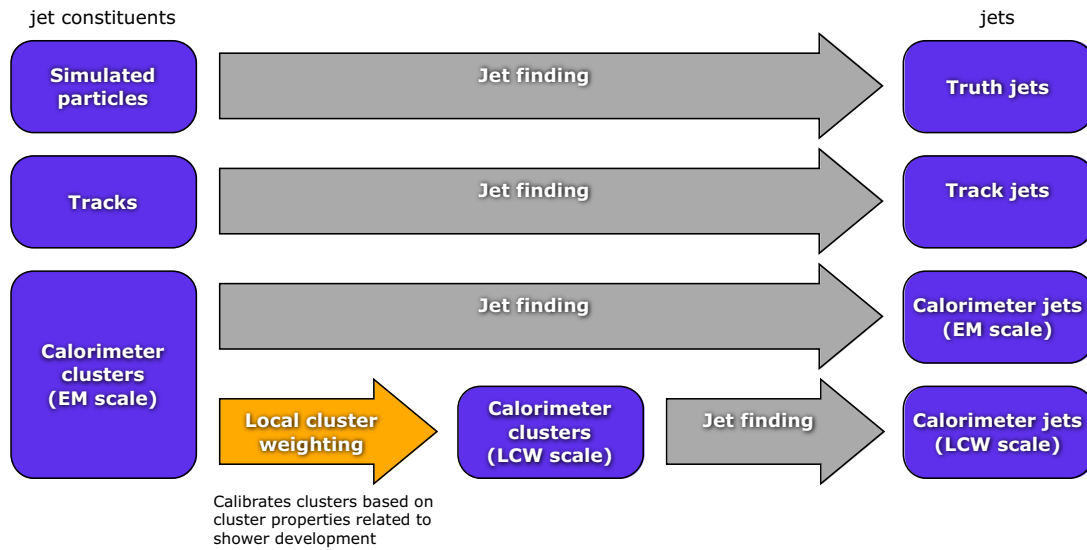 jet constituents
jets
Simulated
particles
Jet finding
Truth jets
Tracks
Jet finding
Track jets
Calorimeter
clusters
(EM scale)
Jet finding
Calorimeter jets
(EM scale)
Local cluster
weighting
Calorimeter
clusters
(LCW scale)
Jet finding
Calorimeter jets
(LCW scale)
Calibrates clusters based on
cluster properties related to
shower development